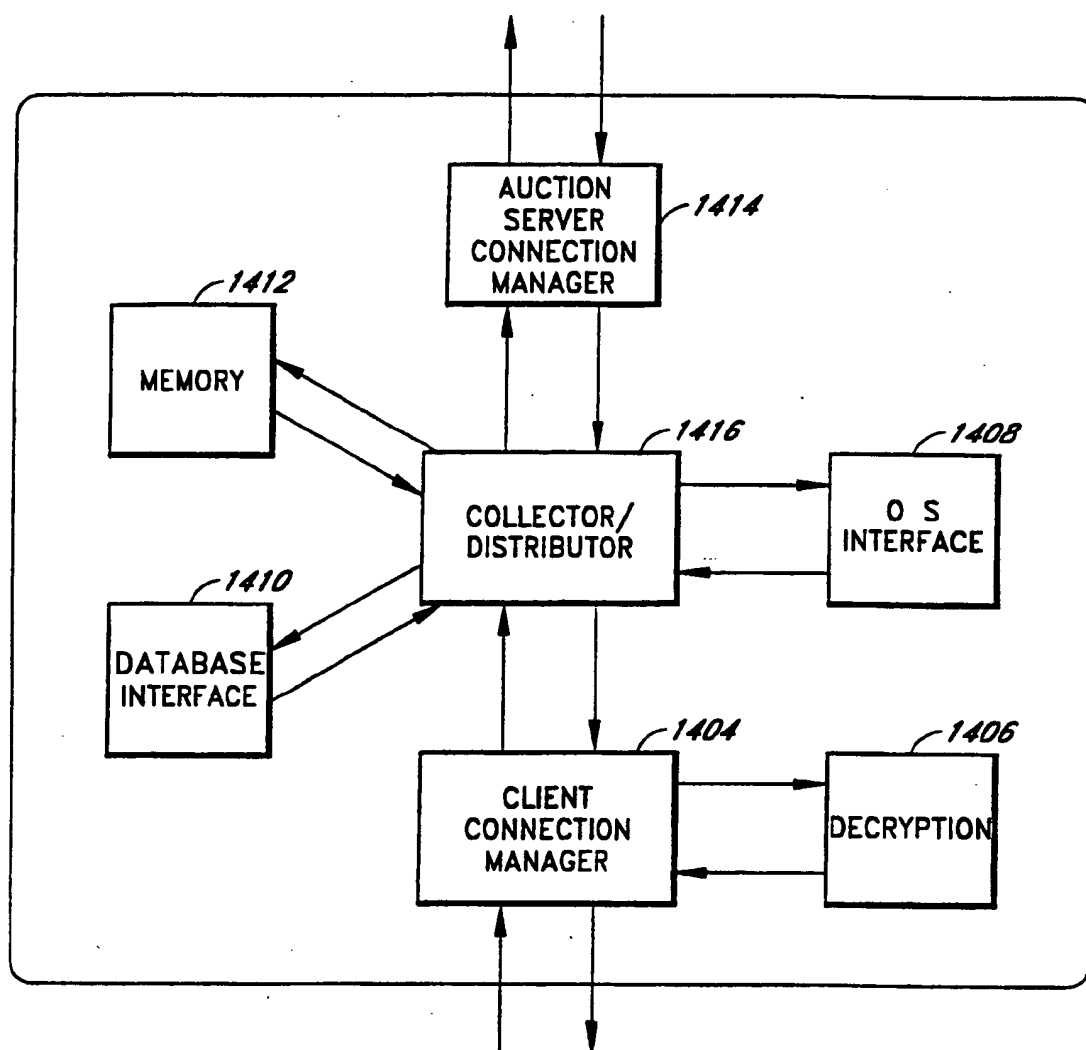 AUCTION
SERVER
CONNECTION
MANAGER
1414
1412
MEMORY
1416
COLLECTOR/
DISTRIBUTOR
1408
O S
INTERFACE
1410
DATABASE
INTERFACE
1404
CLIENT
CONNECTION
MANAGER
1406
DECRYPTION